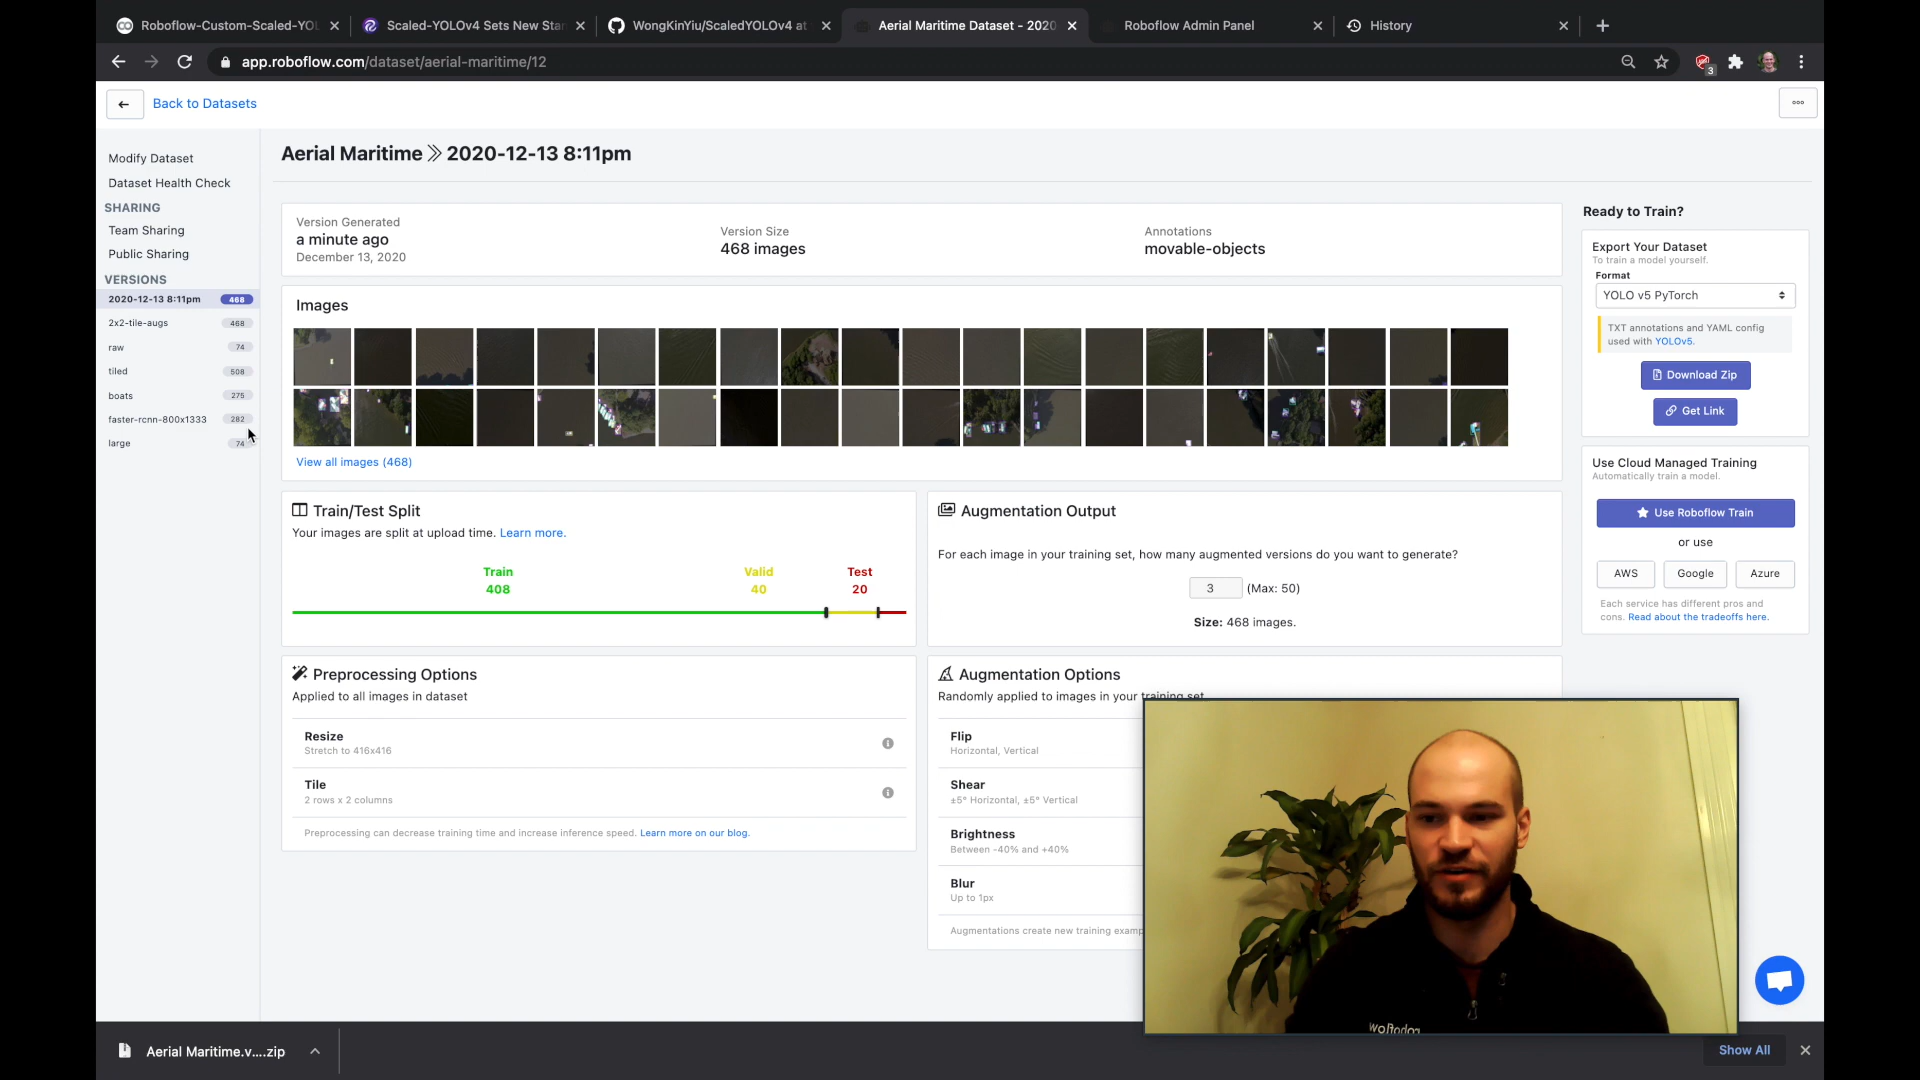 Roboflow-Custom-Scaled-YOL
Scaled-YOLOv4 Sets New Stan
WongKinYiu/ScaledYOLOv4 at
Aerial Maritime Dataset - 2020
Roboflow Admin Panel
History
app.roboflow.com/dataset/aerial-maritime/12
3
Back to Datasets
Modify Dataset
Dataset Health Check
SHARING
Team Sharing
Public Sharing
VERSIONS
2020-12-13 8:11pm 468
2x2-tile-augs 468
raw 74
tiled 508
boats 275
faster-rcnn-800x1333 282
large 74
Aerial Maritime >> 2020-12-13 8:11pm
Version Generated
a minute ago
December 13, 2020
Version Size
468 images
Annotations
movable-objects
Images
View all images (468)
Train/Test Split
Your images are split at upload time. Learn more.
Train
408
Valid
40
Test
20
Augmentation Output
For each image in your training set, how many augmented versions do you want to generate?
3 (Max: 50)
Size: 468 images.
Preprocessing Options
Applied to all images in dataset
Resize
Stretch to 416x416
Tile
2 rows x 2 columns
Preprocessing can decrease training time and increase inference speed. Learn more on our blog.
Augmentation Options
Randomly applied to images in your training set
Flip
Horizontal, Vertical
Shear
±5° Horizontal, ±5° Vertical
Brightness
Between -40% and +40%
Blur
Up to 1px
Augmentations create new training examp
Ready to Train?
Export Your Dataset
To train a model yourself.
Format
YOLO v5 PyTorch
TXT annotations and YAML config
used with YOLOv5.
Download Zip
Get Link
Use Cloud Managed Training
Automatically train a model.
Use Roboflow Train
or use
AWS
Google
Azure
Each service has different pros and
cons. Read about the tradeoffs here.
Aerial Maritime.v....zip
Show All